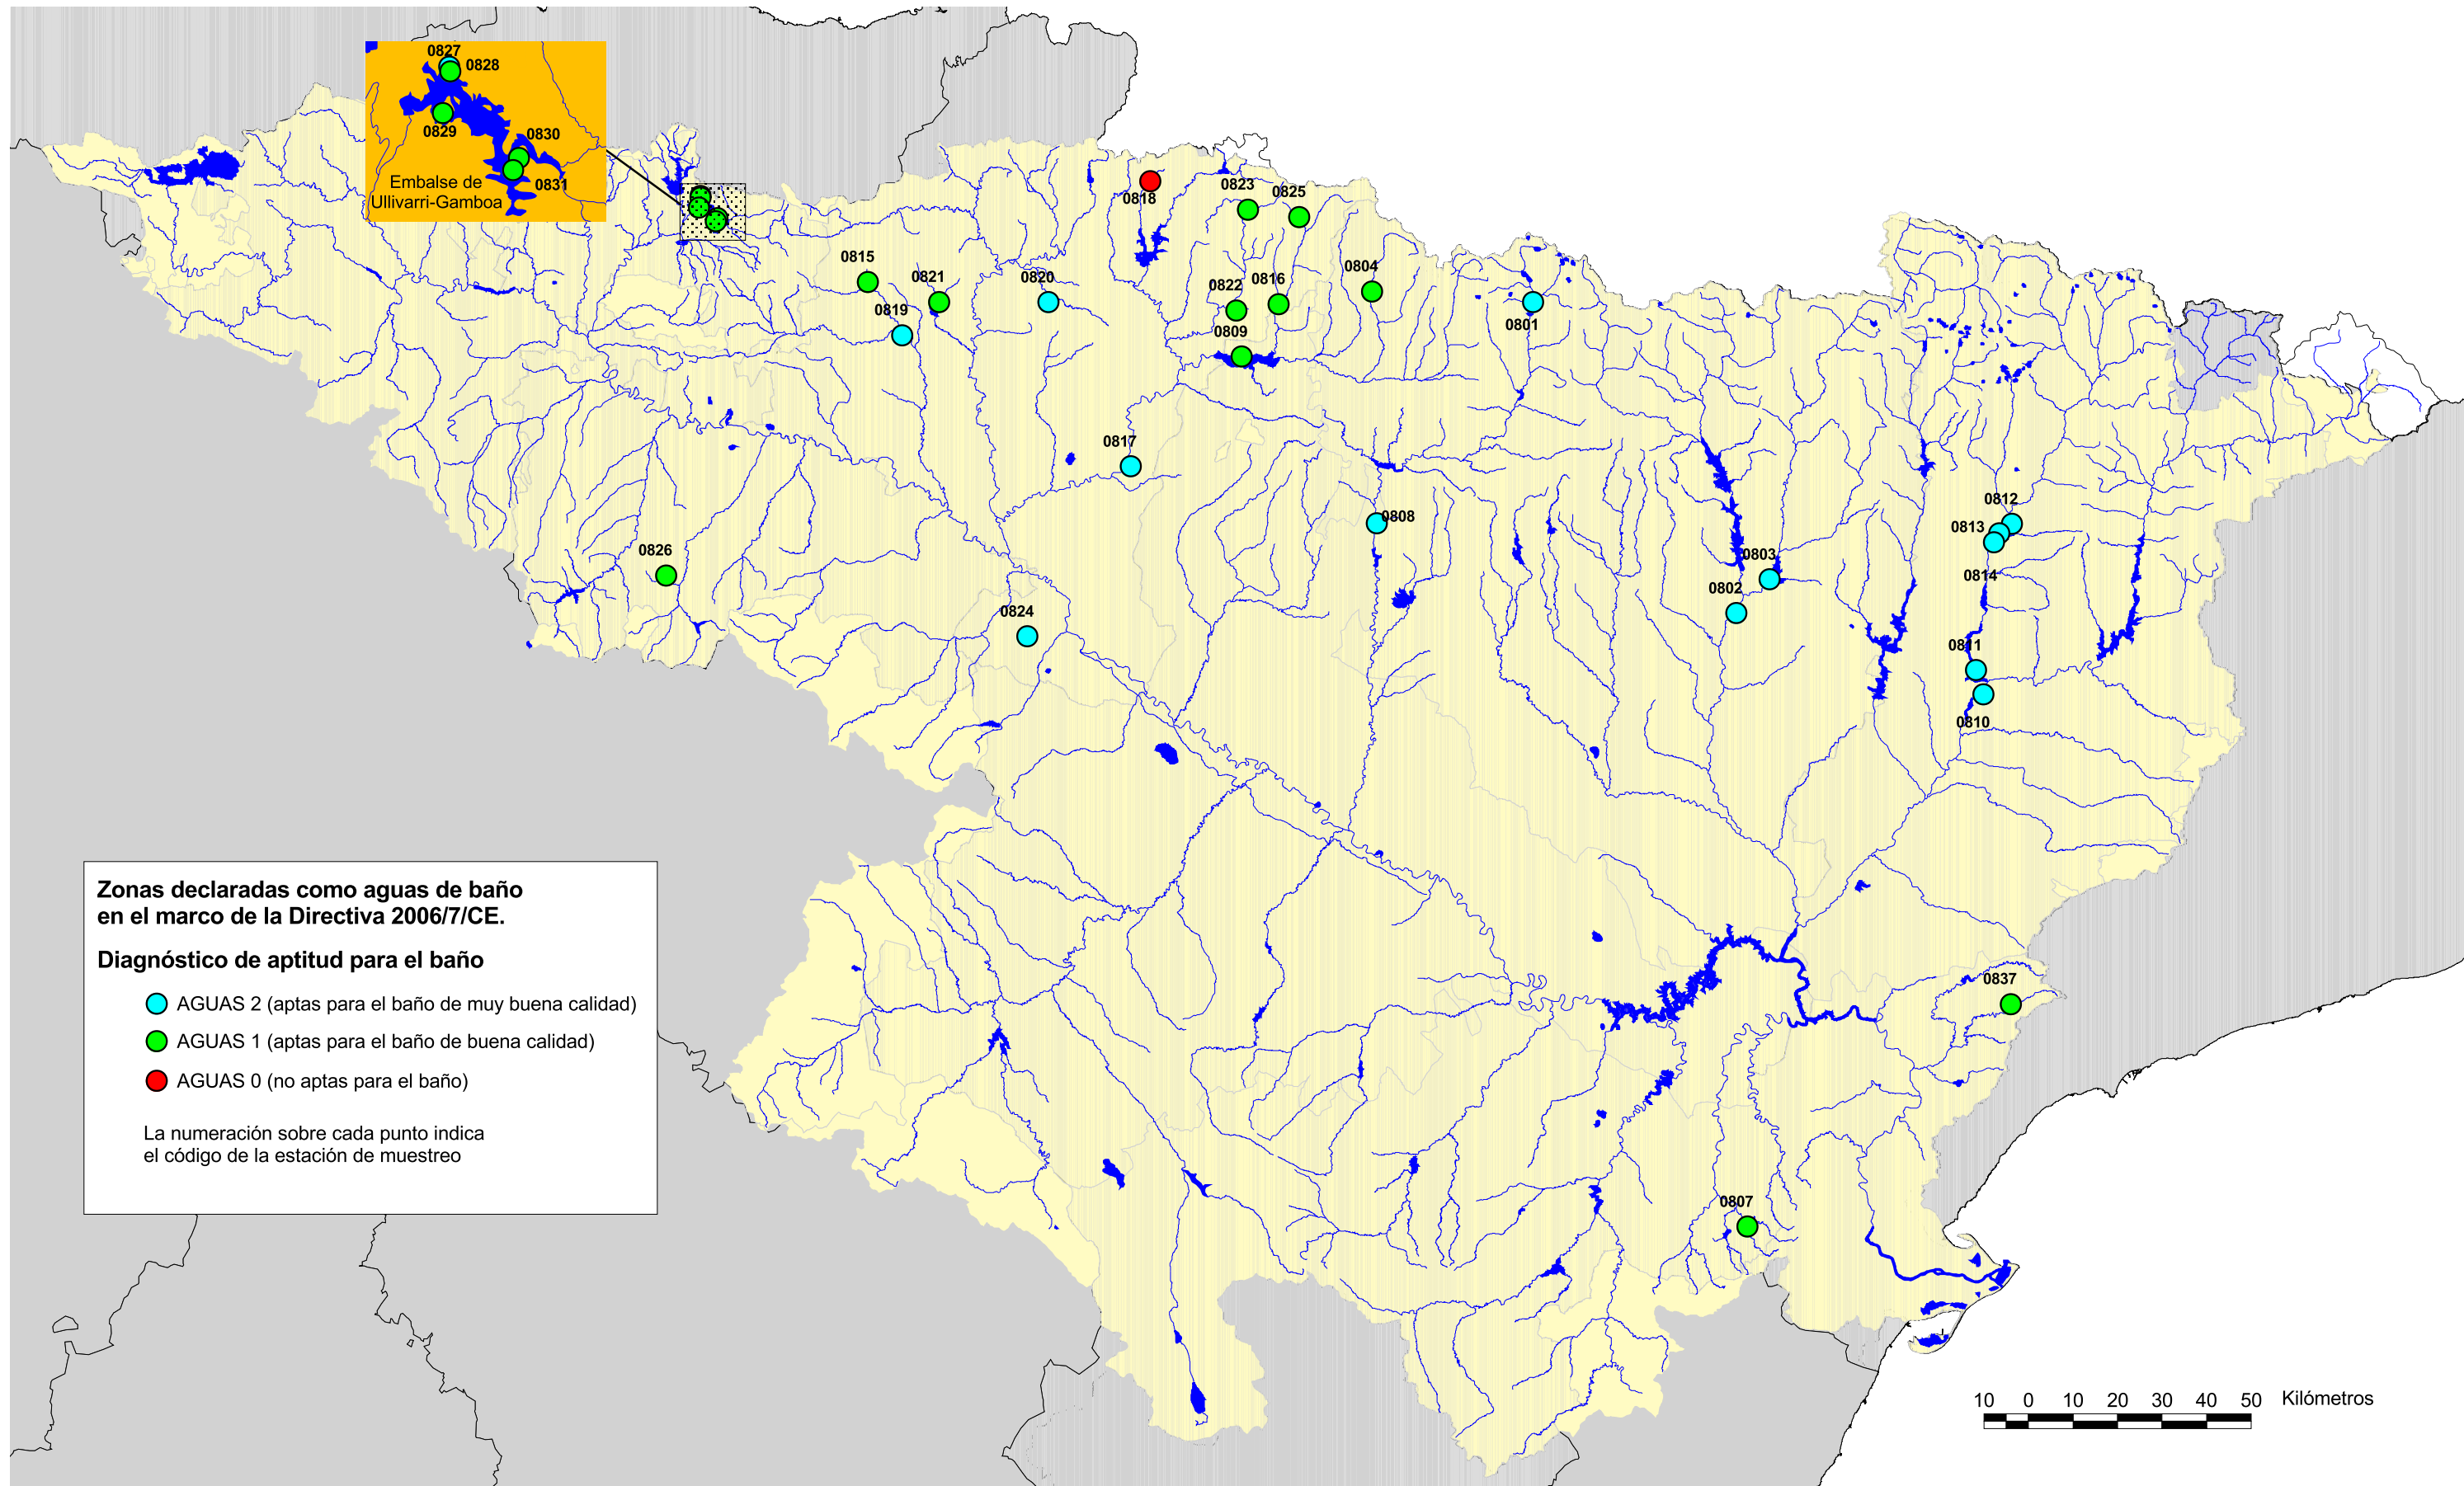 0827
0828
0829
0830
0831
Embalse de
Ullivarri-Gamboa
0818
0823
0825
0815
0821
0820
0822
0816
0804
0819
0809
0801
0817
0812
0808
0813
0826
0803
0814
0802
0824
0811
0810
Zonas declaradas como aguas de baño
en el marco de la Directiva 2006/7/CE.
Diagnóstico de aptitud para el baño
AGUAS 2 (aptas para el baño de muy buena calidad)
AGUAS 1 (aptas para el baño de buena calidad)
AGUAS 0 (no aptas para el baño)
La numeración sobre cada punto indica
el código de la estación de muestreo
0837
0807
10 0 10 20 30 40 50 Kilómetros